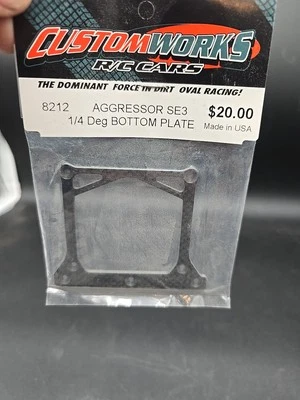 CUSTOMWORKS
R/C CARS
THE DOMINANT FORCE IN DIRT OVAL RACING!
8212 AGGRESSOR SE3 $20.00
1/4 Deg BOTTOM PLATE Made in USA